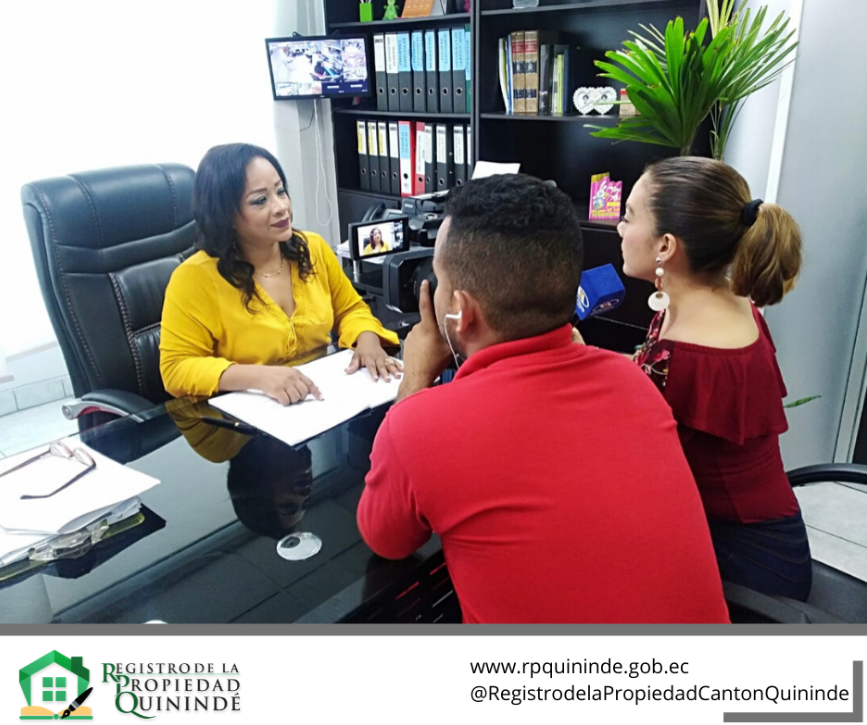 REGISTRO DE LA
PROPIEDAD
QUININDÉ
www.rpquininde.gob.ec
@RegistrodelaPropiedadCantonQuininde